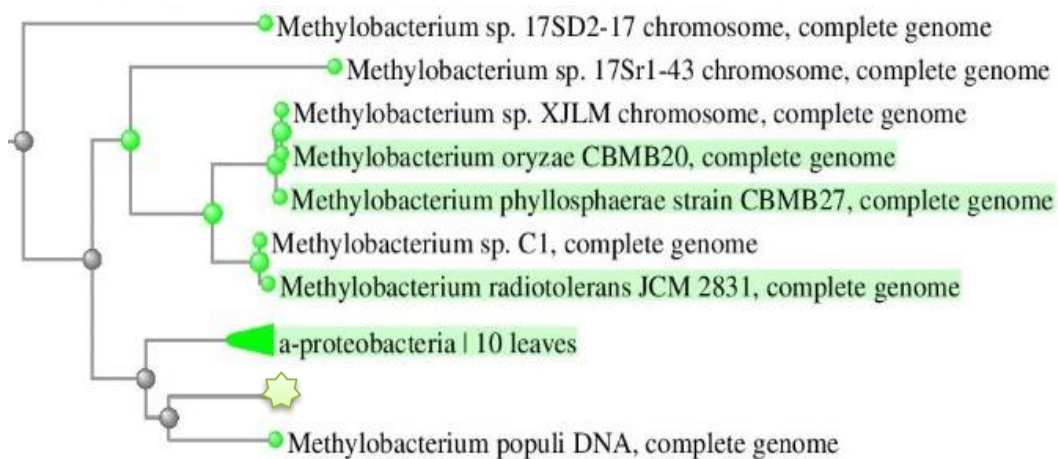 Methylobacterium sp. 17SD2-17 chromosome, complete genome
Methylobacterium sp. 17Sr1-43 chromosome, complete genome
Methylobacterium sp. XJLM chromosome, complete genome
Methylobacterium oryzae CBMB20, complete genome
Methylobacterium phyllosphaerae strain CBMB27, complete genome
Methylobacterium sp. C1, complete genome
Methylobacterium radiotolerans JCM 2831, complete genome
a-proteobacteria | 10 leaves
Methylobacterium populi DNA, complete genome